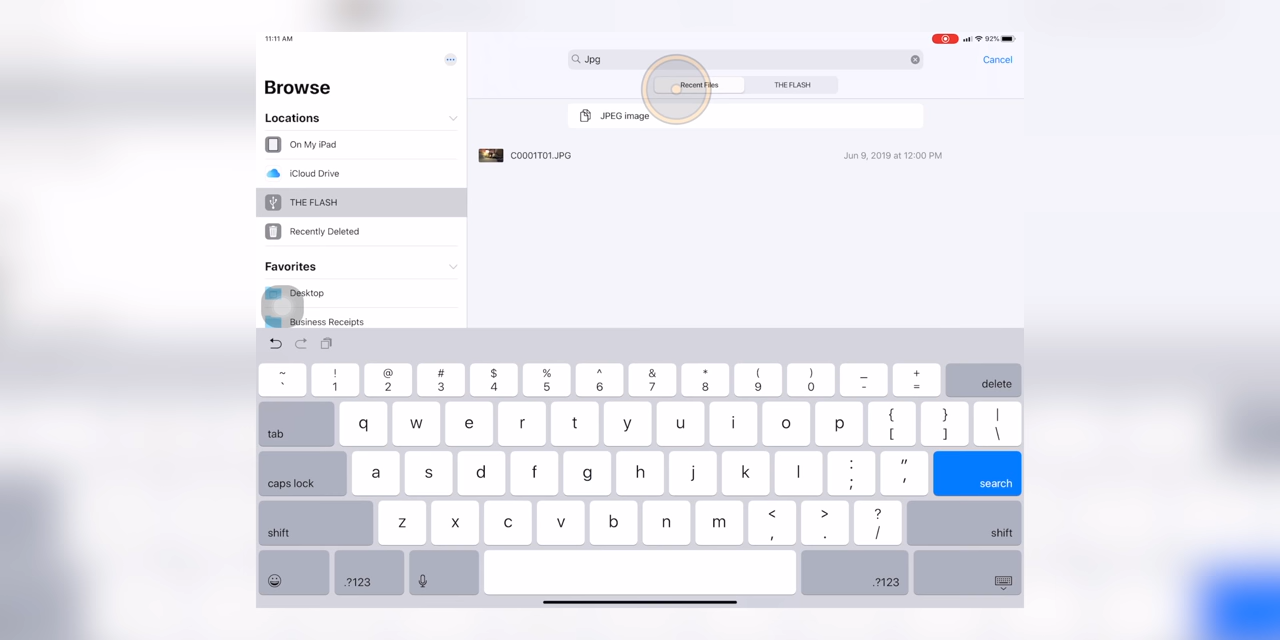 11:11 AM
92%
Browse
Locations
On My iPad
iCloud Drive
THE FLASH
Recently Deleted
Favorites
Desktop
Business Receipts
Jpg
Cancel
Recent Files THE FLASH
JPEG image
C0001T01.JPG Jun 9, 2019 at 12:00 PM
~ ! @ # $ % ^ & * ( ) _ +
` 1 2 3 4 5 6 7 8 9 0 - = delete
tab q w e r t y u i o p { [ } ] | \
caps lock a s d f g h j k l : ; " ' search
shift z x c v b n m < , > . ? / shift
.?123 .?123